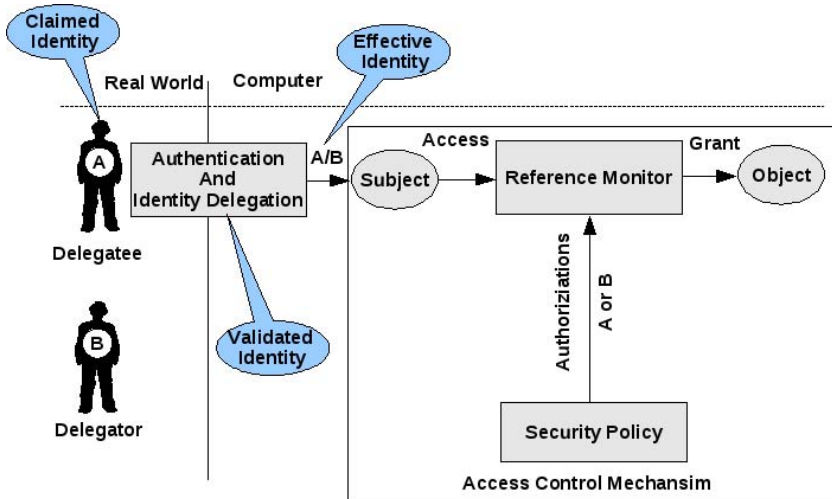 Claimed
Identity
Effective
Identity
Real World
Computer
A
Authentication
And
Identity Delegation
A/B
Subject
Access
Reference Monitor
Grant
Object
Delegatee
Authoriziations
A or B
B
Validated
Identity
Delegator
Security Policy
Access Control Mechansim